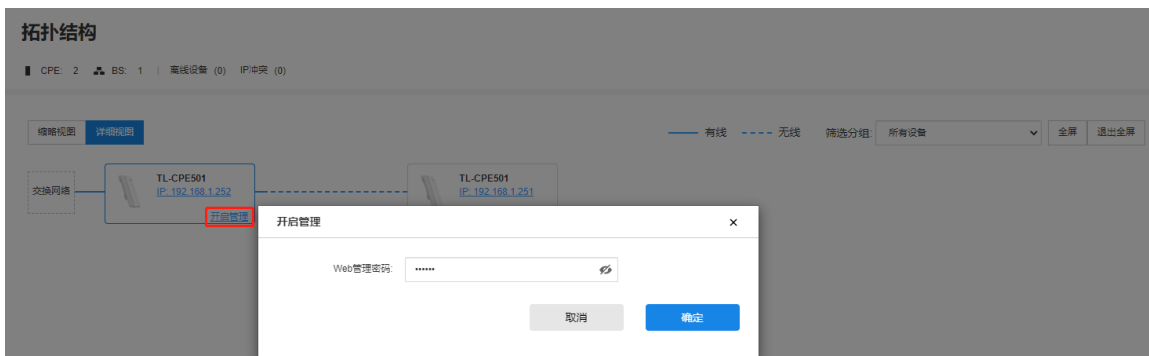 拓扑结构
CPE: 2 BS: 1 | 离线设备 (0) IP冲突 (0)
缩略视图 详细视图 有线 无线 筛选分组: 所有设备 全屏 退出全屏
交换网络
TL-CPE501
IP: 192.168.1.252
开启管理
TL-CPE501
IP: 192.168.1.251
开启管理 ×
Web管理密码: ••••••
取消 确定